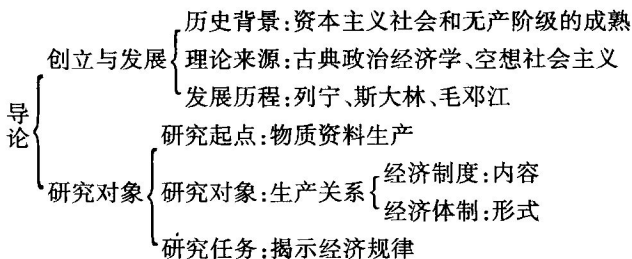 导论
创立与发展
历史背景:资本主义社会和无产阶级的成熟
理论来源:古典政治经济学、空想社会主义
发展历程:列宁、斯大林、毛邓江
研究对象
研究起点:物质资料生产
研究对象:生产关系
经济制度:内容
经济体制:形式
研究任务:揭示经济规律